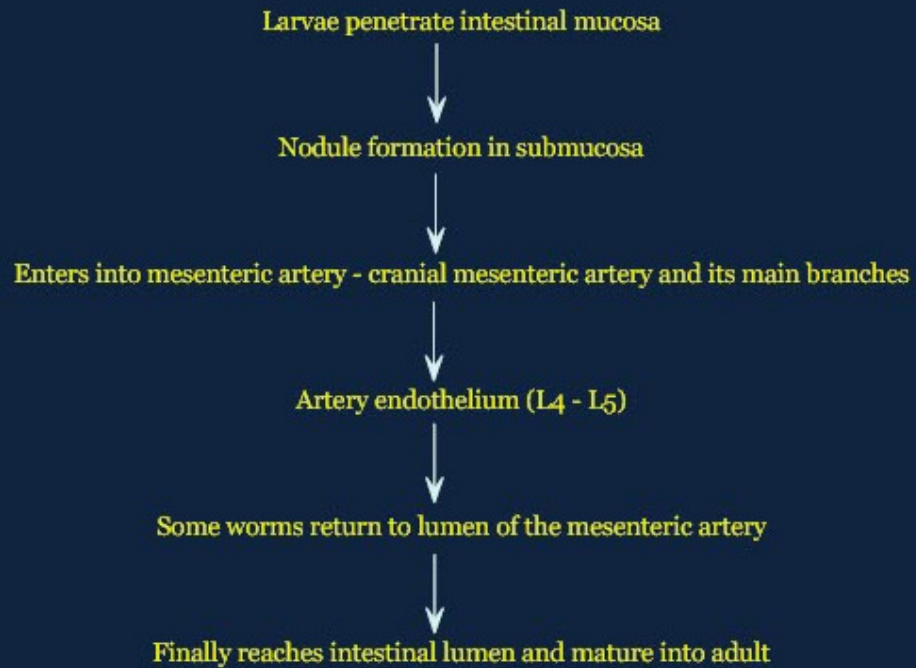 Larvae penetrate intestinal mucosa
Nodule formation in submucosa
Enters into mesenteric artery - cranial mesenteric artery and its main branches
Artery endothelium (L4 - L5)
Some worms return to lumen of the mesenteric artery
Finally reaches intestinal lumen and mature into adult